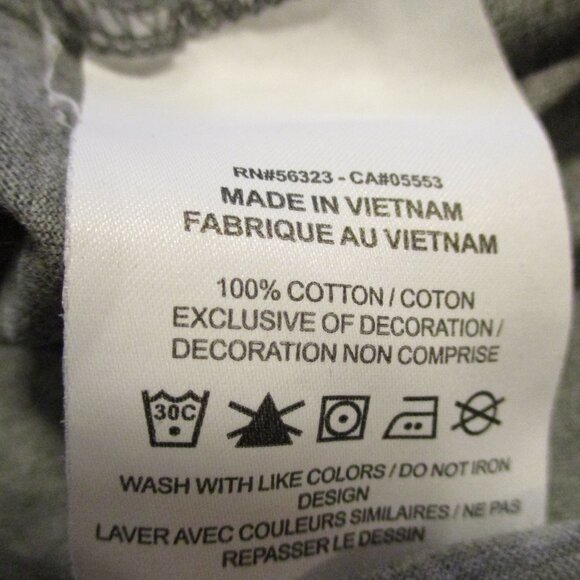 RN#56323 - CA#05553
MADE IN VIETNAM
FABRIQUE AU VIETNAM
100% COTTON / COTON
EXCLUSIVE OF DECORATION /
DECORATION NON COMPRISE
30C
WASH WITH LIKE COLORS / DO NOT IRON
DESIGN
LAVER AVEC COULEURS SIMILAIRES / NE PAS
REPASSER LE DESSIN